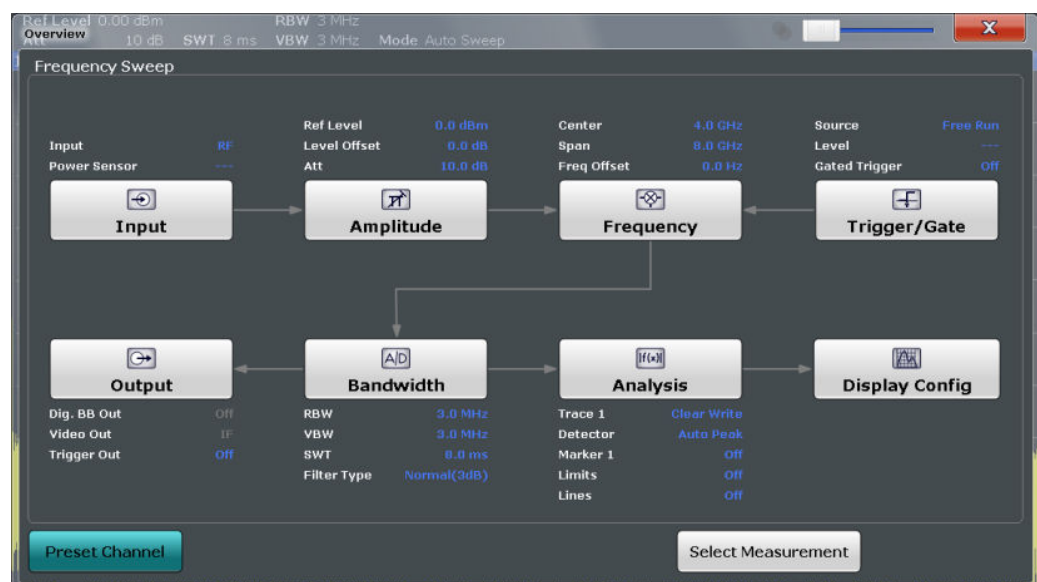 Ref Level 0.00 dBm RBW 3 MHz
Overview
Att 10 dB SWT 8 ms VBW 3 MHz Mode Auto Sweep
X
Frequency Sweep
Ref Level 0.0 dBm Center 4.0 GHz Source Free Run
Input RF Level Offset 0.0 dB Span 8.0 GHz Level ---
Power Sensor --- Att 10.0 dB Freq Offset 0.0 Hz Gated Trigger Off
Input Amplitude Frequency Trigger/Gate
A/D |f(x)|
Output Bandwidth Analysis Display Config
Dig. BB Out Off RBW 3.0 MHz Trace 1 Clear Write
Video Out IF VBW 3.0 MHz Detector Auto Peak
Trigger Out Off SWT 8.0 ms Marker 1 Off
Filter Type Normal(3dB) Limits Off
Lines Off
Preset Channel Select Measurement